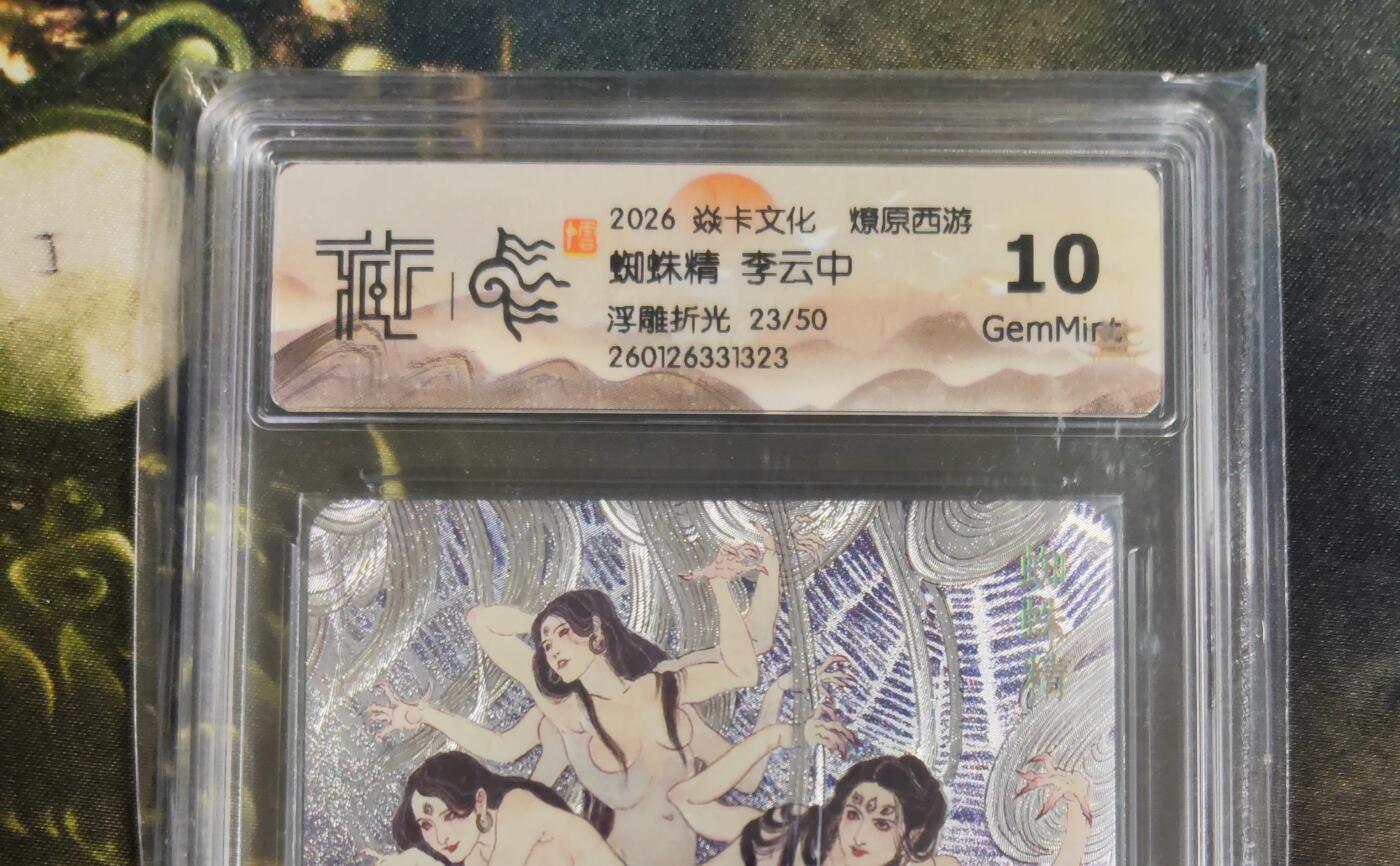 藏
2026 焱卡文化 燎原西游
蜘蛛精 李云中
浮雕折光 23/50
260126331323
10
GemMint
蜘蛛精